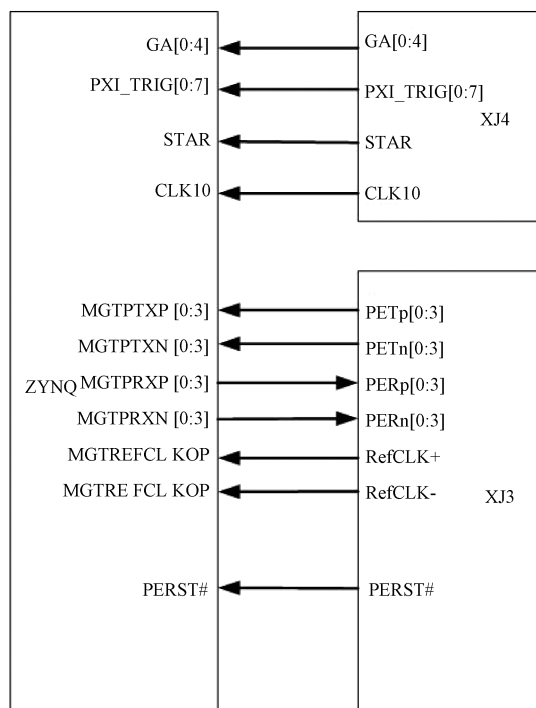 GA[0:4] GA[0:4]
PXI_TRIG[0:7] PXI_TRIG[0:7]
XJ4
STAR STAR
CLK10 CLK10
MGTPTXP [0:3] PETp[0:3]
MGTPTXN [0:3] PETn[0:3]
ZYNQ MGTPRXP [0:3] PERp[0:3]
MGTPRXN [0:3] PERn[0:3]
MGTREFCL KOP RefCLK+
MGTRE FCL KOP RefCLK-
XJ3
PERST# PERST#